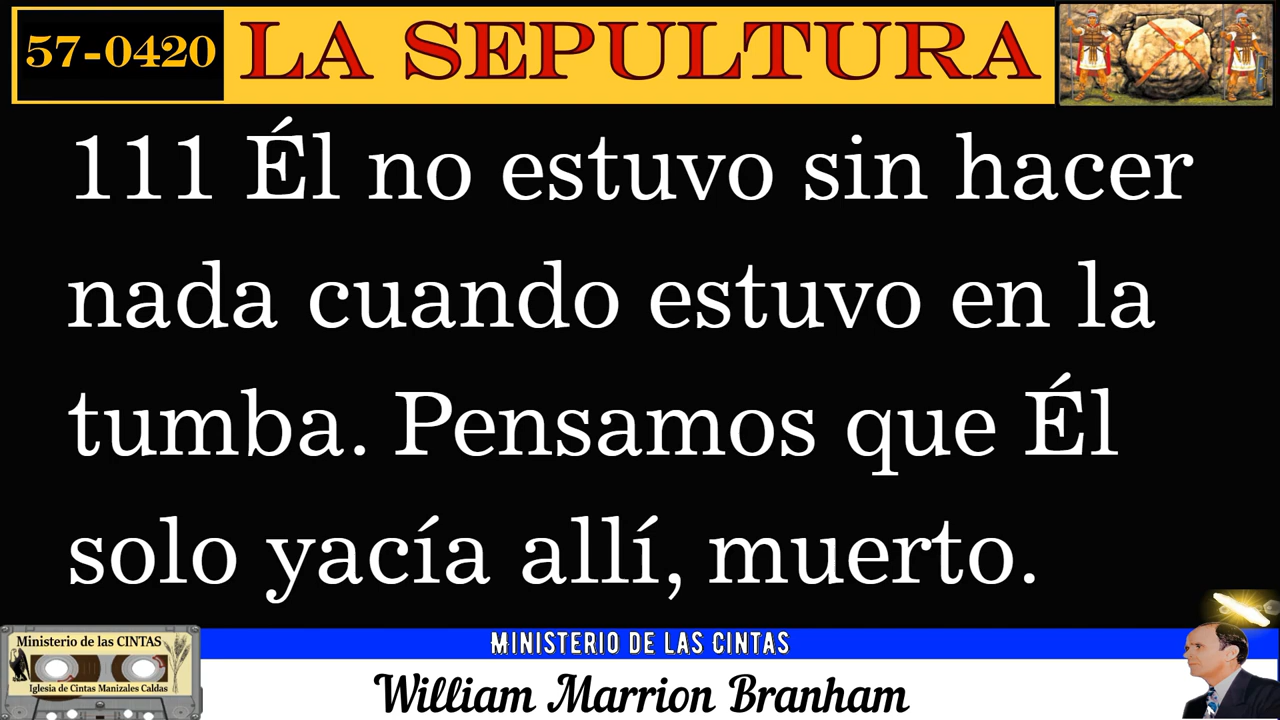 57-0420 LA SEPULTURA
111 Él no estuvo sin hacer
nada cuando estuvo en la
tumba. Pensamos que Él
solo yacía allí, muerto.
MINISTERIO DE LAS CINTAS
Ministerio de las CINTAS
Iglesia de Cintas Manizales Caldas
William Marrion Branham